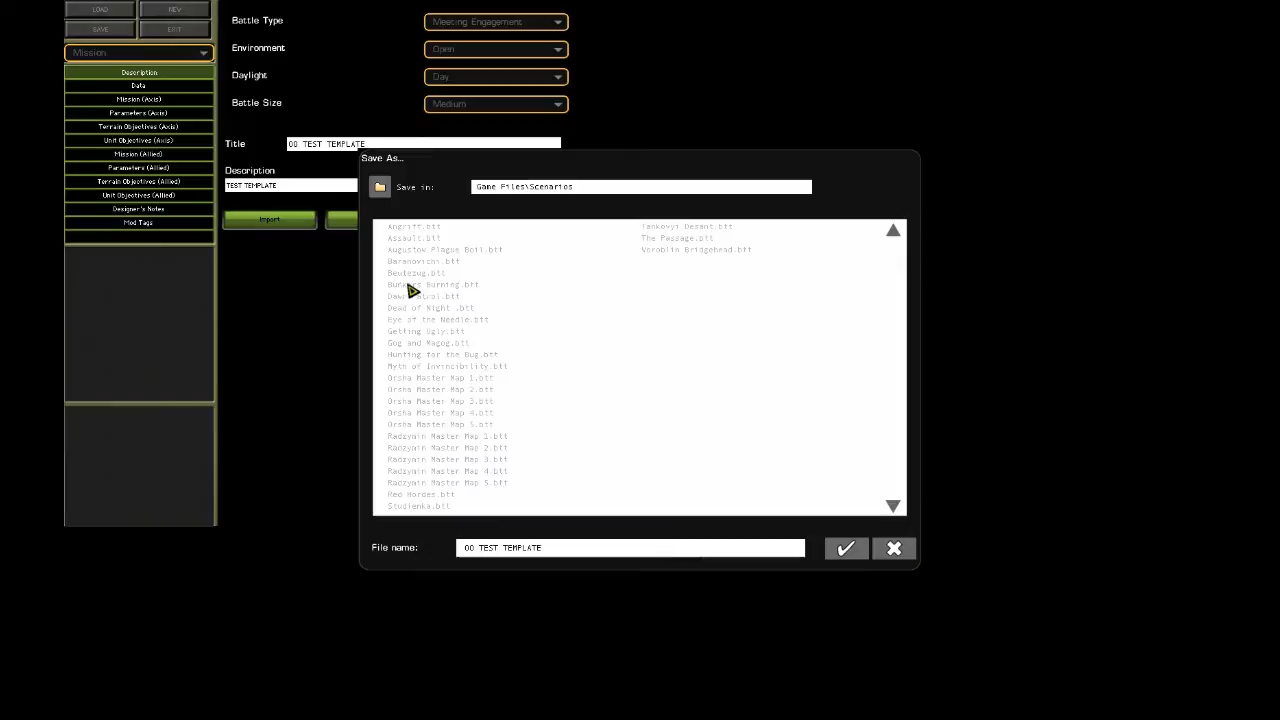 LOAD NEW
SAVE EXIT
Mission
Description
Data
Mission (Axis)
Parameters (Axis)
Terrain Objectives (Axis)
Unit Objectives (Axis)
Mission (Allied)
Parameters (Allied)
Terrain Objectives (Allied)
Unit Objectives (Allied)
Designer's Notes
Mod Tags
Battle Type Meeting Engagement
Environment Open
Daylight Day
Battle Size Medium
Title 00 TEST TEMPLATE
Description
TEST TEMPLATE
Import
Save As...
Save in: Game Files\Scenarios
Angriff.btt
Assault.btt
Augustow Plague Boil.btt
Baranovichi.btt
Beutezug.btt
Bunkers Burning.btt
Dawn Patrol.btt
Dead of Night .btt
Eye of the Needle.btt
Getting Ugly.btt
Gog and Magog.btt
Hunting for the Bug.btt
Myth of Invincibility.btt
Orsha Master Map 1.btt
Orsha Master Map 2.btt
Orsha Master Map 3.btt
Orsha Master Map 4.btt
Orsha Master Map 5.btt
Radzymin Master Map 1.btt
Radzymin Master Map 2.btt
Radzymin Master Map 3.btt
Radzymin Master Map 4.btt
Radzymin Master Map 5.btt
Red Hordes.btt
Studienka.btt
Tankovyi Desant.btt
The Passage.btt
Voroblin Bridgehead.btt
File name: 00 TEST TEMPLATE